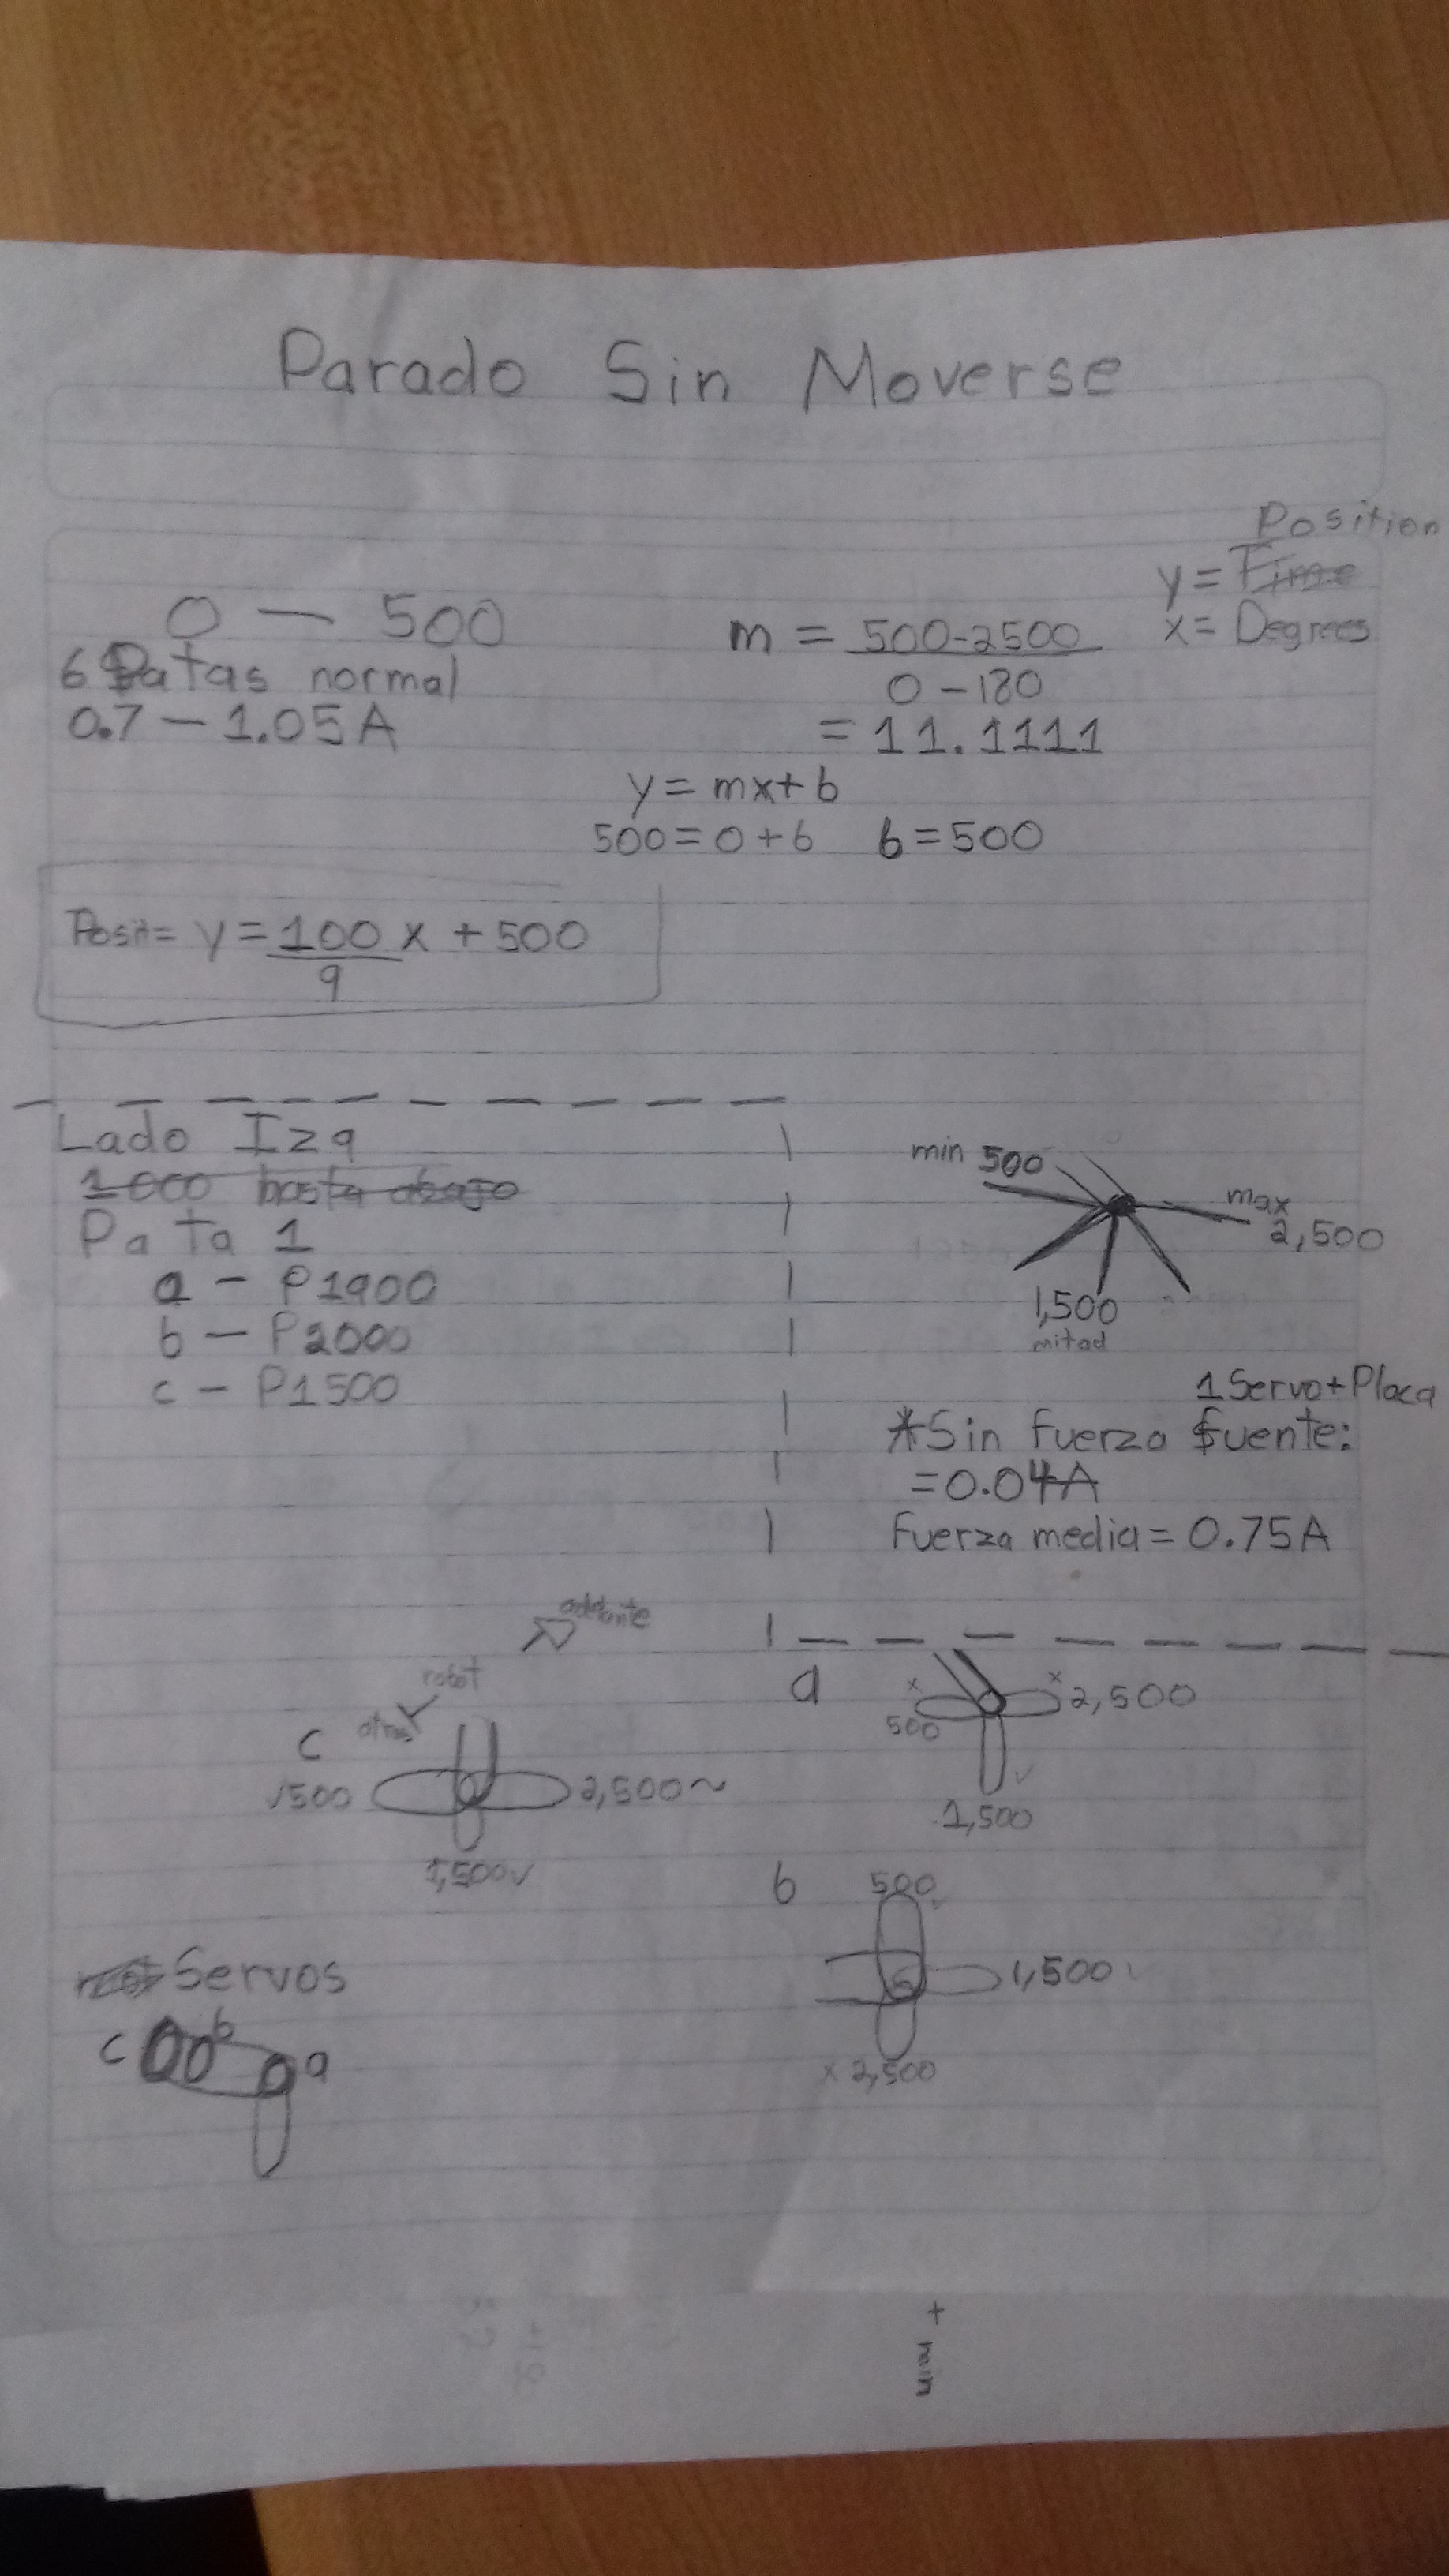 Parado Sin Moverse
Position
y = Time
x = Degrees
0 — 500
6 Patas normal
0.7 — 1.05A
m = 500-2500
0 - 180
= 11.1111
y = mx + b
500 = 0 + b   b = 500
Posit = y = 100 x + 500
9
Lado Izq
1000 hasta abajo
Pata 1
a - P1900
b - P2000
c - P1500
min 500
max
2,500
1,500
mitad
1 Servo + Placa
*Sin fuerza fuente:
= 0.04A
Fuerza media = 0.75A
adelante
robot
atras
c
√500
2,500~
1,500✓
a
x
x
500
2,500
✓
1,500
b
500
✓
1,500
x 2,500
Servos
c
b
a
+
min